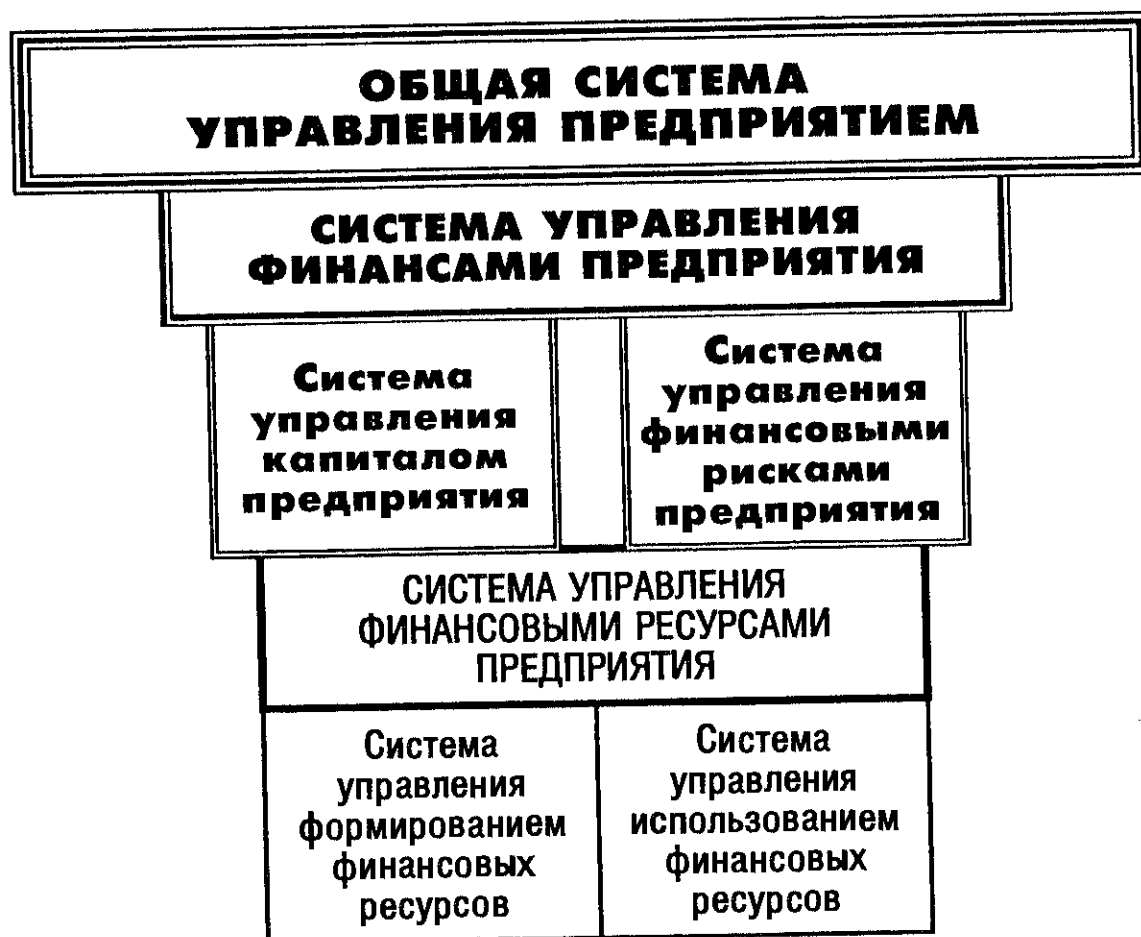 ОБЩАЯ СИСТЕМА
УПРАВЛЕНИЯ ПРЕДПРИЯТИЕМ
СИСТЕМА УПРАВЛЕНИЯ
ФИНАНСАМИ ПРЕДПРИЯТИЯ
Система
управления
капиталом
предприятия
Система
управления
финансовыми
рисками
предприятия
СИСТЕМА УПРАВЛЕНИЯ
ФИНАНСОВЫМИ РЕСУРСАМИ
ПРЕДПРИЯТИЯ
Система
управления
формированием
финансовых
ресурсов
Система
управления
использованием
финансовых
ресурсов